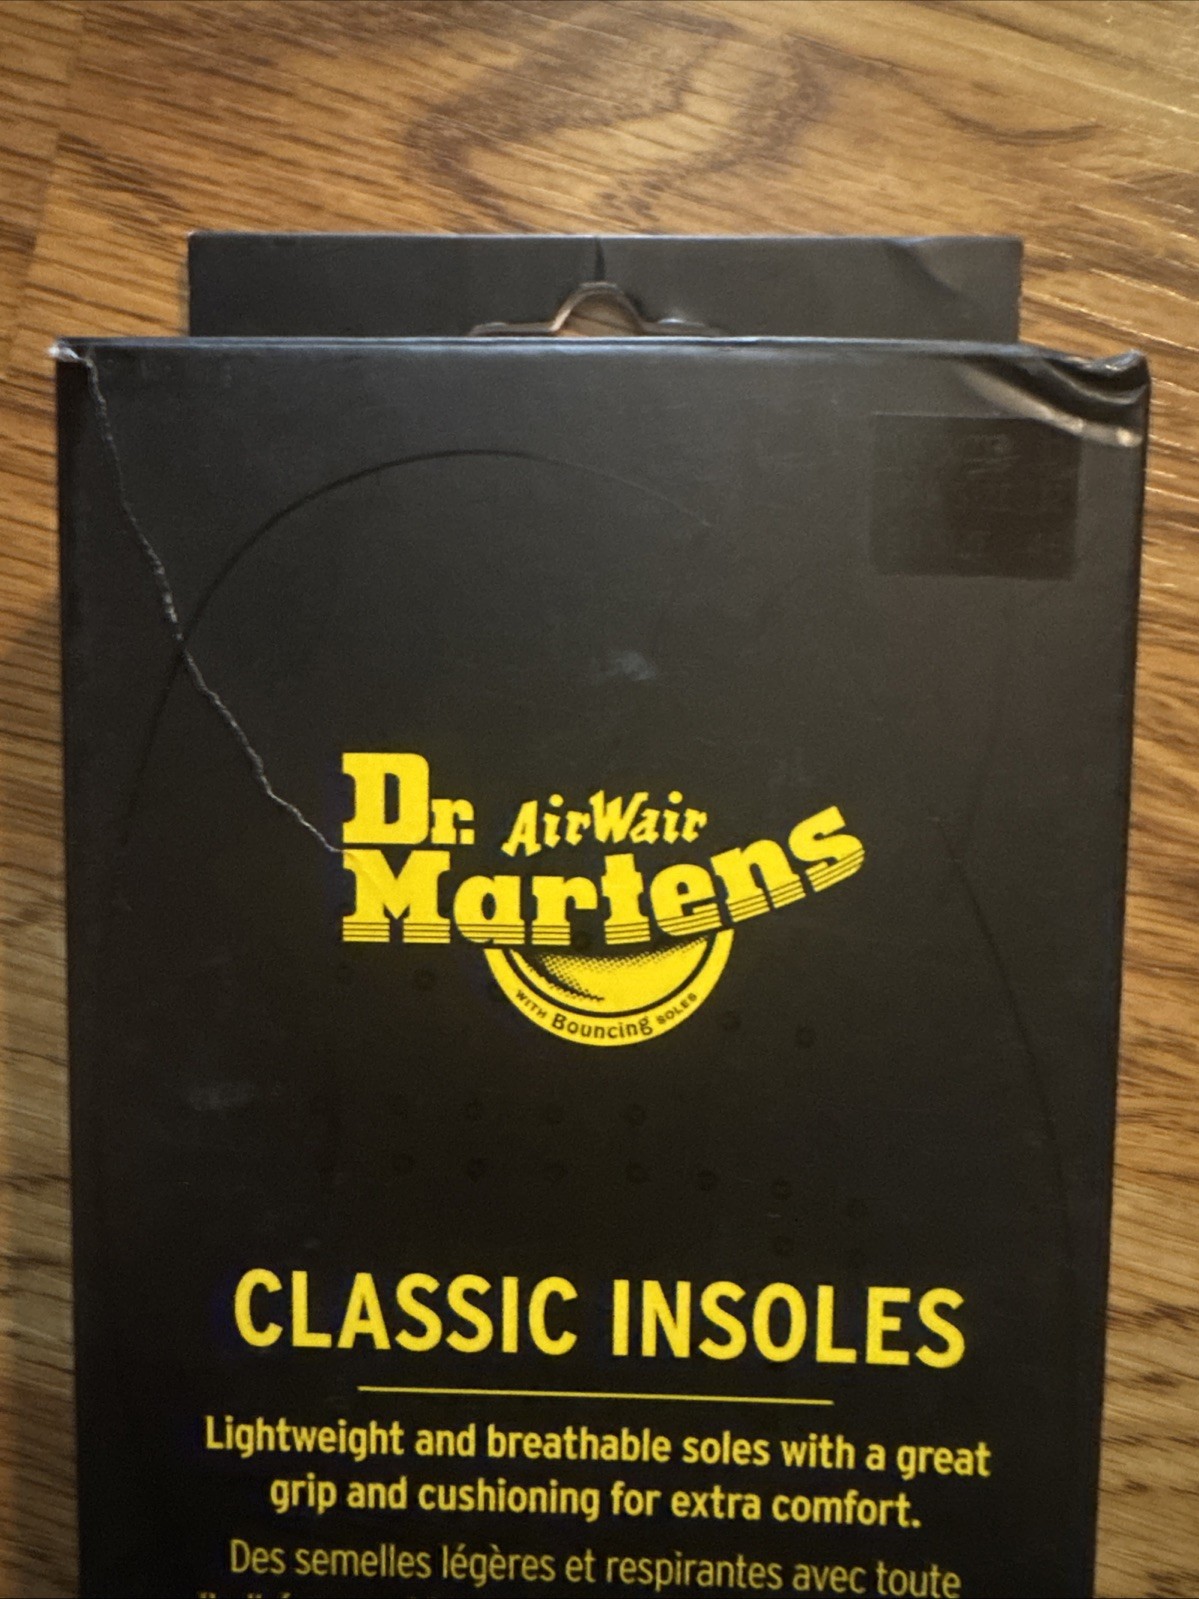 Dr. AirWair
Martens
WITH Bouncing SOLES
CLASSIC INSOLES
Lightweight and breathable soles with a great
grip and cushioning for extra comfort.
Des semelles légères et respirantes avec toute